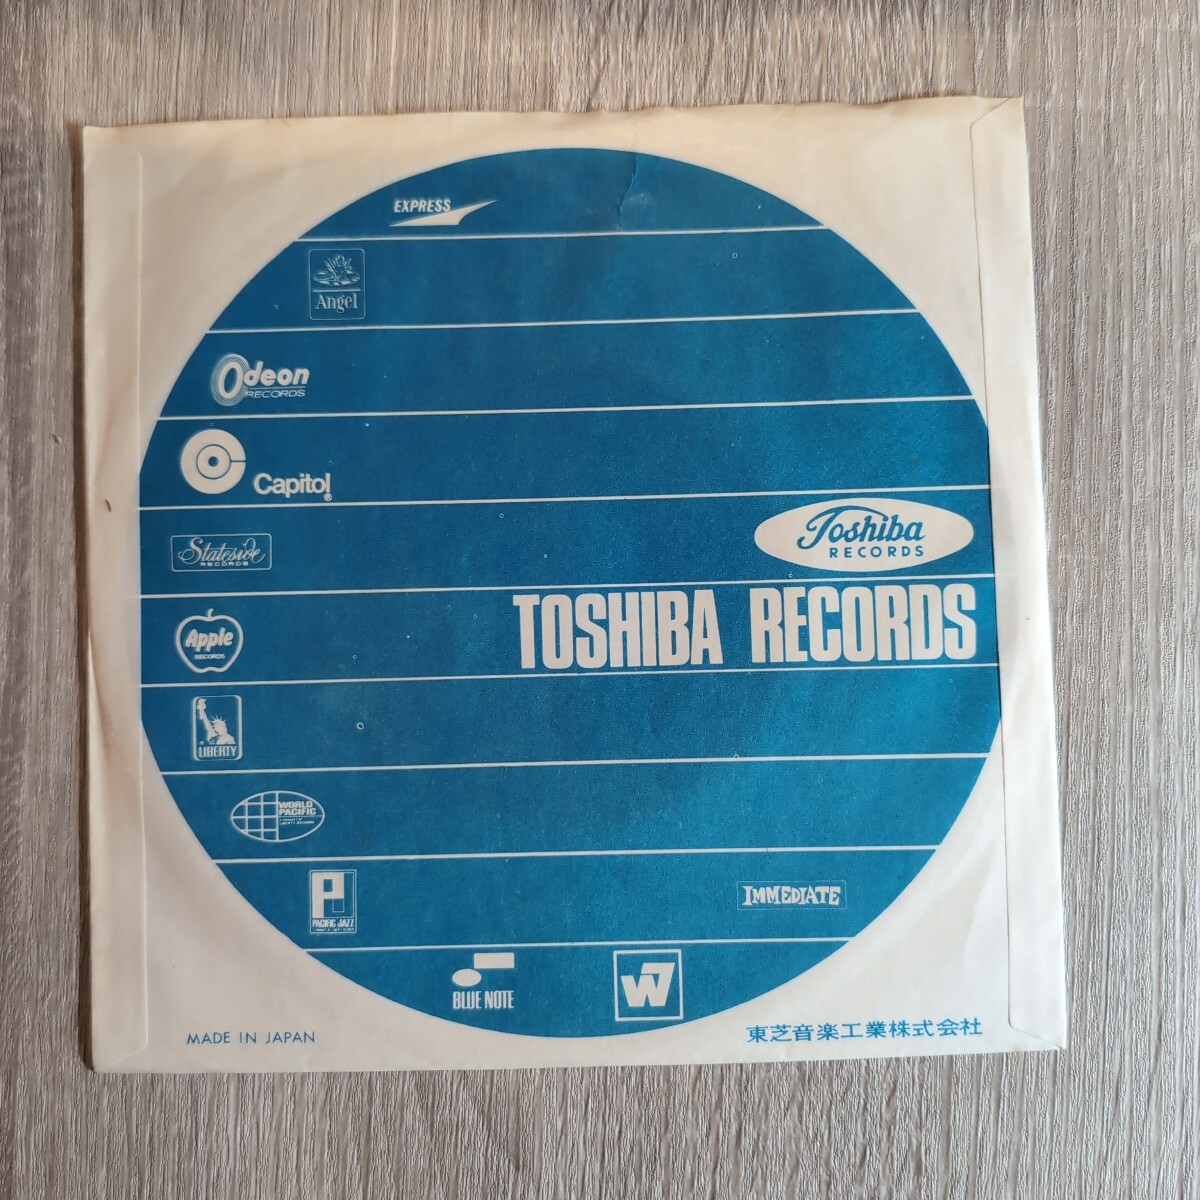 EXPRESS
Angel
Odeon
RECORDS
Capitol
®
Stateside
RECORDS
Toshiba
RECORDS
TOSHIBA RECORDS
Apple
RECORDS
LIBERTY
WORLD
PACIFIC
PJ
PACIFIC JAZZ
IMMEDIATE
BLUE NOTE
W7
MADE IN JAPAN
東芝音楽工業株式会社